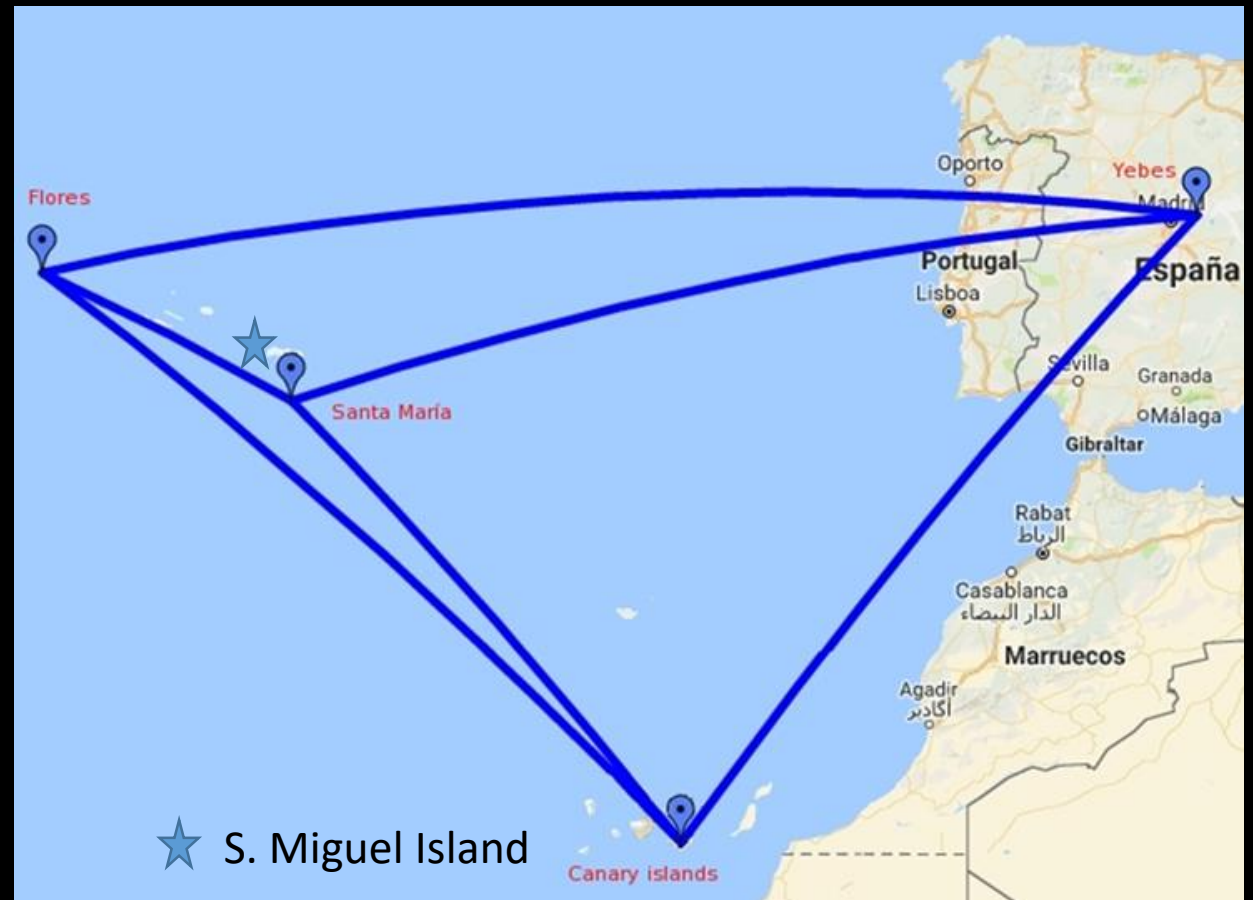 Oporto
Yebes
Madrid
Flores
Portugal
España
Lisboa
Sevilla
Granada
Málaga
Santa María
Gibraltar
Rabat
الرباط
Casablanca
الدار البيضاء
Marruecos
Agadir
أكادير
S. Miguel Island
Canary islands